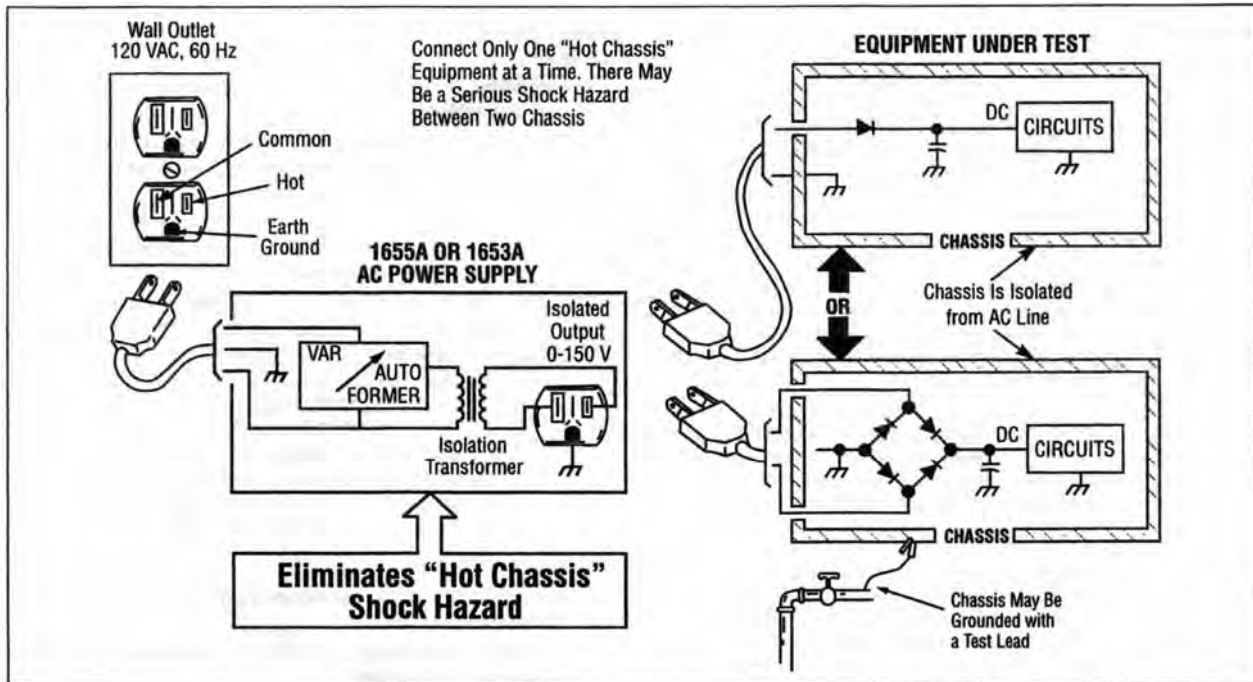 Wall Outlet
120 VAC, 60 Hz
Common
Hot
Earth
Ground
Connect Only One “Hot Chassis”
Equipment at a Time. There May
Be a Serious Shock Hazard
Between Two Chassis
1655A OR 1653A
AC POWER SUPPLY
Isolated
Output
0-150 V
VAR
AUTO
FORMER
Isolation
Transformer
Eliminates “Hot Chassis”
Shock Hazard
EQUIPMENT UNDER TEST
DC
CIRCUITS
CHASSIS
OR
Chassis Is Isolated
from AC Line
DC
CIRCUITS
CHASSIS
Chassis May Be
Grounded with
a Test Lead